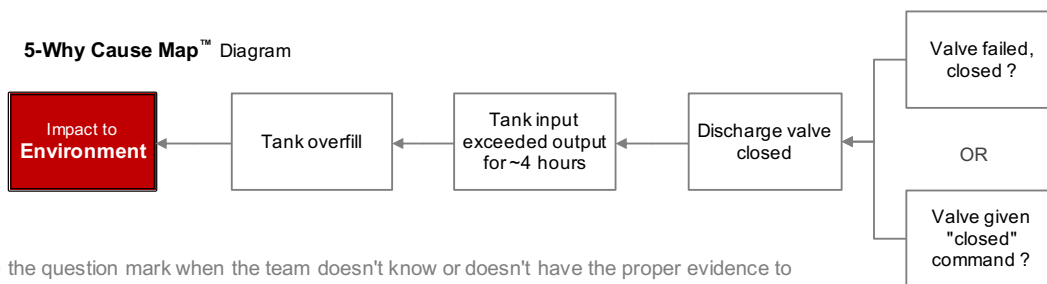 5-Why Cause Map™ Diagram
Impact to
Environment
Tank overfill
Tank input
exceeded output
for ~4 hours
Discharge valve
closed
Valve failed,
closed ?
OR
Valve given
"closed"
command ?
the question mark when the team doesn't know or doesn't have the proper evidence to